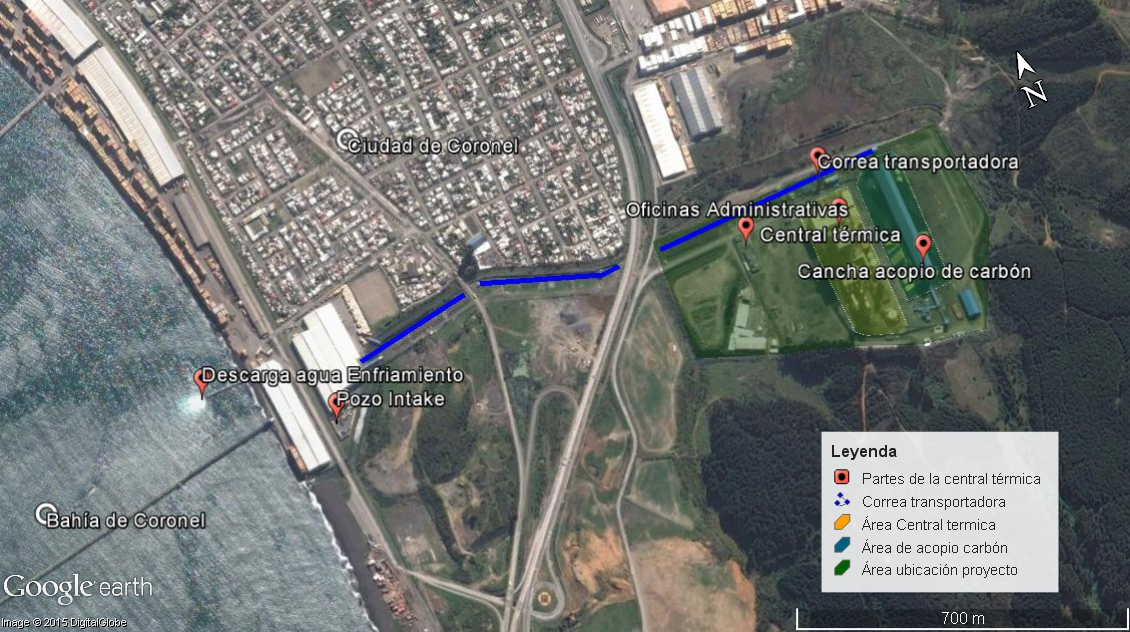 N
Ciudad de Coronel
Correa transportadora
Oficinas Administrativas
Central térmica
Cancha acopio de carbón
Descarga agua Enfriamiento
Pozo Intake
Bahía de Coronel
Leyenda
Partes de la central térmica
Correa transportadora
Área Central termica
Área de acopio carbón
Área ubicación proyecto
Google earth
Image © 2015 DigitalGlobe
700 m